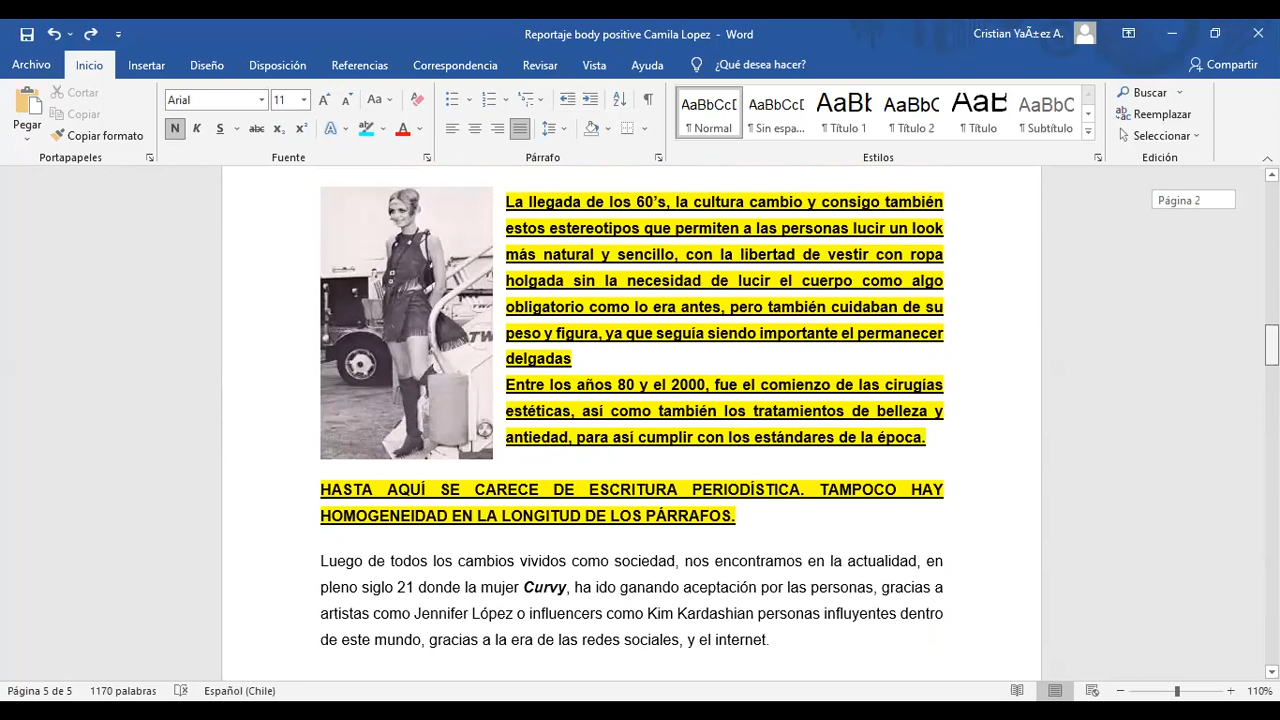 Reportaje body positive Camila Lopez - Word
Cristian YaÃ±ez A.
Archivo Inicio Insertar Diseño Disposición Referencias Correspondencia Revisar Vista Ayuda ¿Qué desea hacer? Compartir
Pegar
Cortar
Copiar
Copiar formato
Portapapeles
Arial 11
Aa
N K S abc x₂ x² A A
Fuente
Párrafo
AaBbCcD AaBbCcD AaBb AaBbC AaBb AaBbCcD
¶ Normal ¶ Sin espa... ¶ Título 1 ¶ Título 2 ¶ Título ¶ Subtítulo
Estilos
Buscar
Reemplazar
Seleccionar
Edición
Página 2
La llegada de los 60’s, la cultura cambio y consigo también
estos estereotipos que permiten a las personas lucir un look
más natural y sencillo, con la libertad de vestir con ropa
holgada sin la necesidad de lucir el cuerpo como algo
obligatorio como lo era antes, pero también cuidaban de su
peso y figura, ya que seguía siendo importante el permanecer
delgadas
Entre los años 80 y el 2000, fue el comienzo de las cirugías
estéticas, así como también los tratamientos de belleza y
antiedad, para así cumplir con los estándares de la época.
TW
HASTA AQUÍ SE CARECE DE ESCRITURA PERIODÍSTICA. TAMPOCO HAY
HOMOGENEIDAD EN LA LONGITUD DE LOS PÁRRAFOS.
Luego de todos los cambios vividos como sociedad, nos encontramos en la actualidad, en
pleno siglo 21 donde la mujer Curvy, ha ido ganando aceptación por las personas, gracias a
artistas como Jennifer López o influencers como Kim Kardashian personas influyentes dentro
de este mundo, gracias a la era de las redes sociales, y el internet.
Página 5 de 5 1170 palabras Español (Chile) 110%